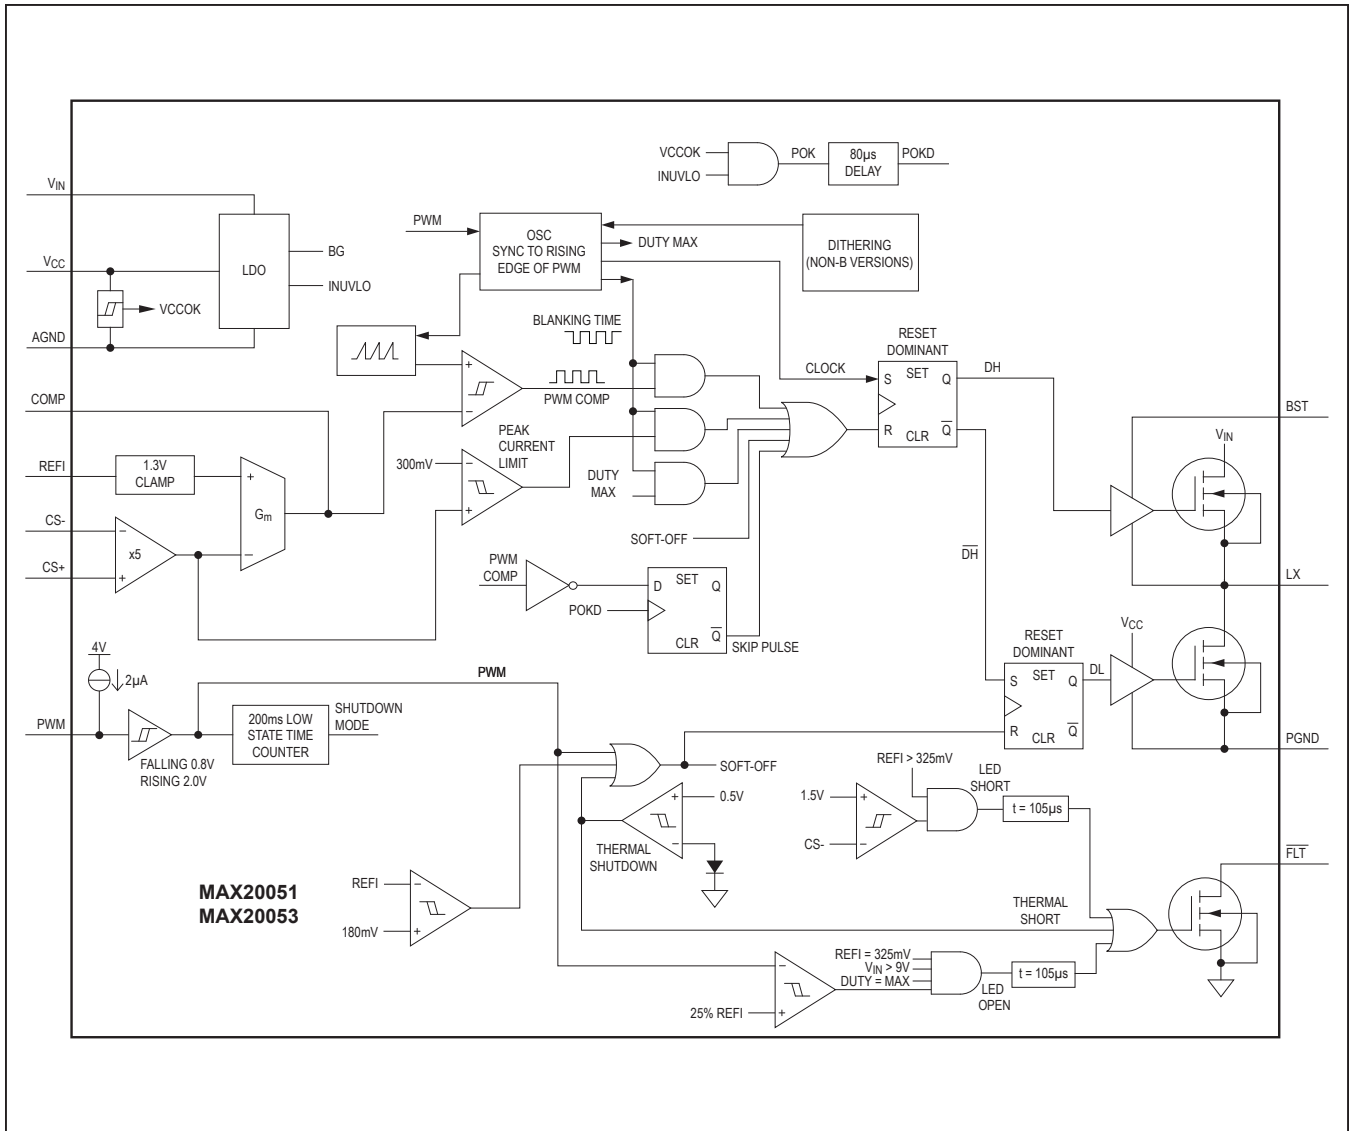 VCCOK
INUVLO
POK
80µs
DELAY
POKD
VIN
PWM
OSC
SYNC TO RISING
EDGE OF PWM
DUTY MAX
DITHERING
(NON-B VERSIONS)
LDO
BG
INUVLO
VCC
VCCOK
AGND
BLANKING TIME
RESET
DOMINANT
CLOCK
S
SET
Q
R
CLR
Q̅
DH
COMP
+
−
PWM COMP
BST
VIN
REFI
1.3V
CLAMP
+
−
Gm
300mV
−
+
PEAK
CURRENT
LIMIT
DUTY
MAX
CS-
CS+
−
x5
+
SOFT-OFF
D̅H̅
LX
PWM
COMP
POKD
D
SET
Q
CLR
Q̅
SKIP PULSE
4V
2µA
PWM
PWM
200ms LOW
STATE TIME
COUNTER
SHUTDOWN
MODE
FALLING 0.8V
RISING 2.0V
RESET
DOMINANT
S
SET
Q
R
CLR
Q̅
DL
VCC
PGND
SOFT-OFF
+
0.5V
−
THERMAL
SHUTDOWN
REFI > 325mV
LED
SHORT
t = 105µs
1.5V
+
CS-
−
F̅L̅T̅
MAX20051
MAX20053
REFI
−
180mV
+
THERMAL
SHORT
REFI = 325mV
VIN > 9V
DUTY = MAX
LED
OPEN
t = 105µs
−
25% REFI
+